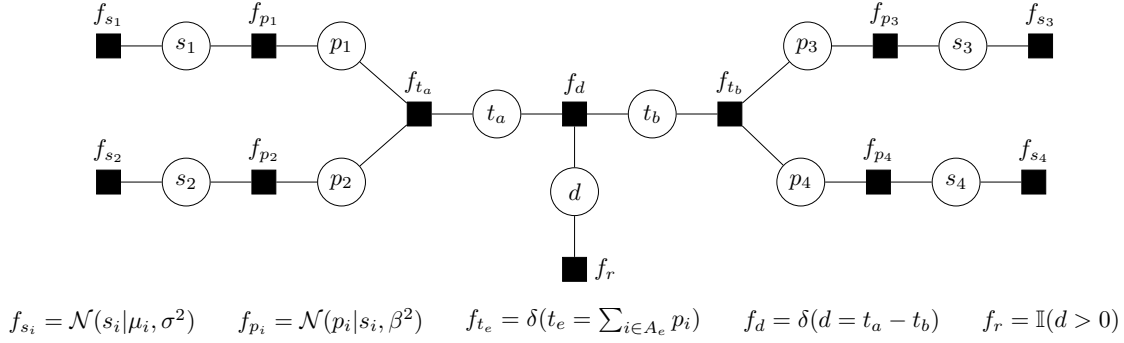 f_{s_1} f_{p_1} f_{p_3} f_{s_3}
s_1 p_1 p_3 s_3
f_{t_a} f_d f_{t_b}
t_a t_b
f_{s_2} f_{p_2} f_{p_4} f_{s_4}
s_2 p_2 d p_4 s_4
f_r
f_{s_i} = \mathcal{N}(s_i|\mu_i, \sigma^2) f_{p_i} = \mathcal{N}(p_i|s_i, \beta^2) f_{t_e} = \delta(t_e = \sum_{i \in A_e} p_i) f_d = \delta(d = t_a - t_b) f_r = \mathbb{I}(d > 0)